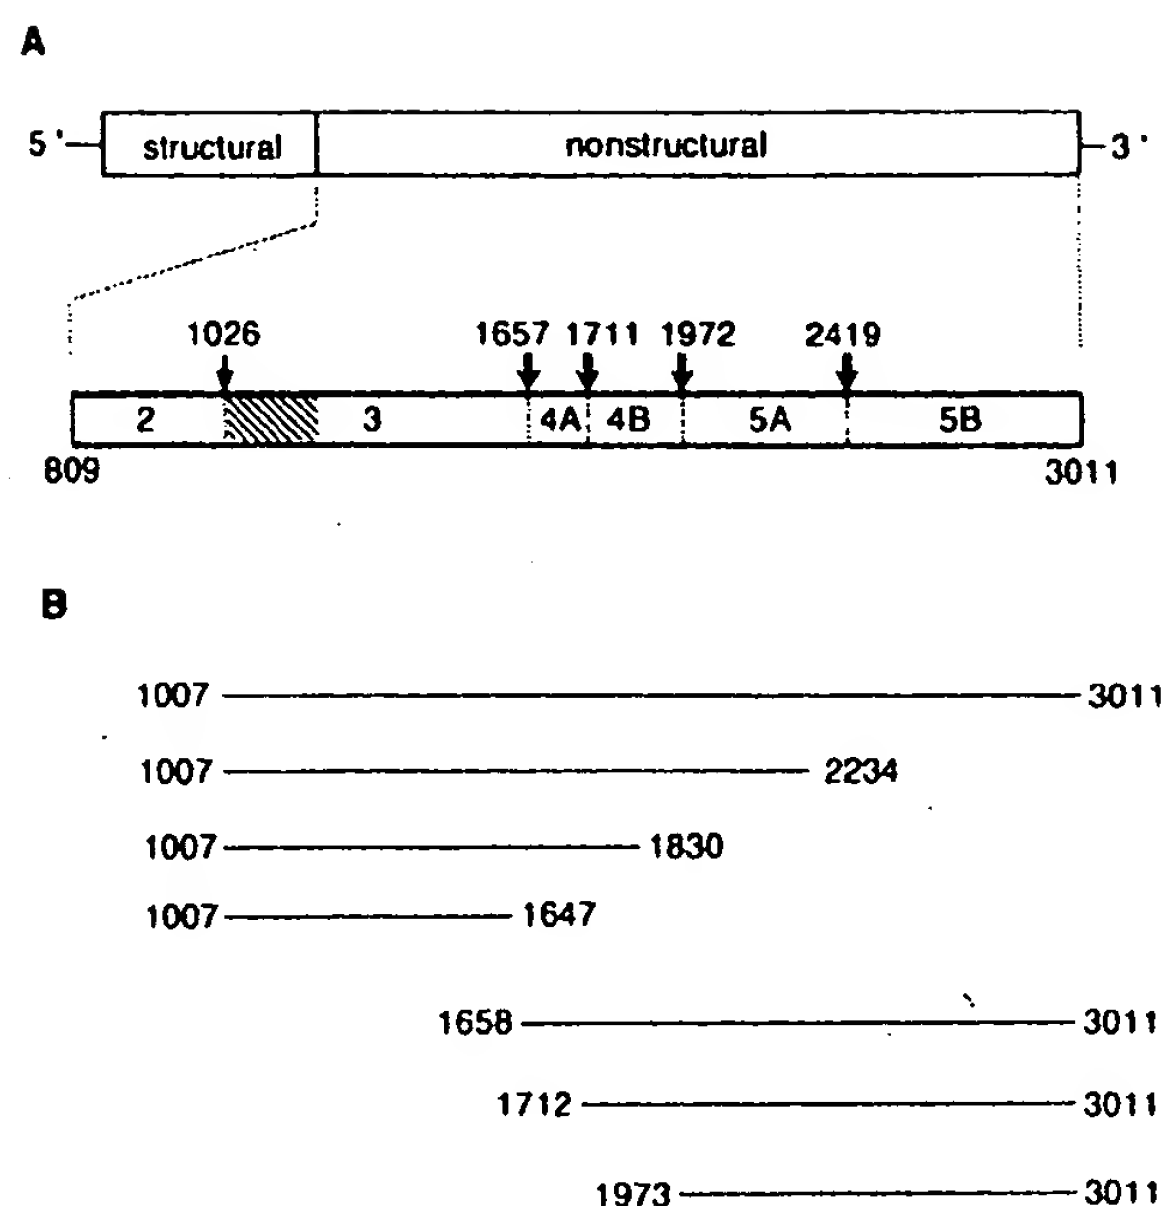 A
5' structural nonstructural 3'
1026 1657 1711 1972 2419
2 3 4A 4B 5A 5B
809 3011
B
1007 3011
1007 2234
1007 1830
1007 1647
1658 3011
1712 3011
1973 3011